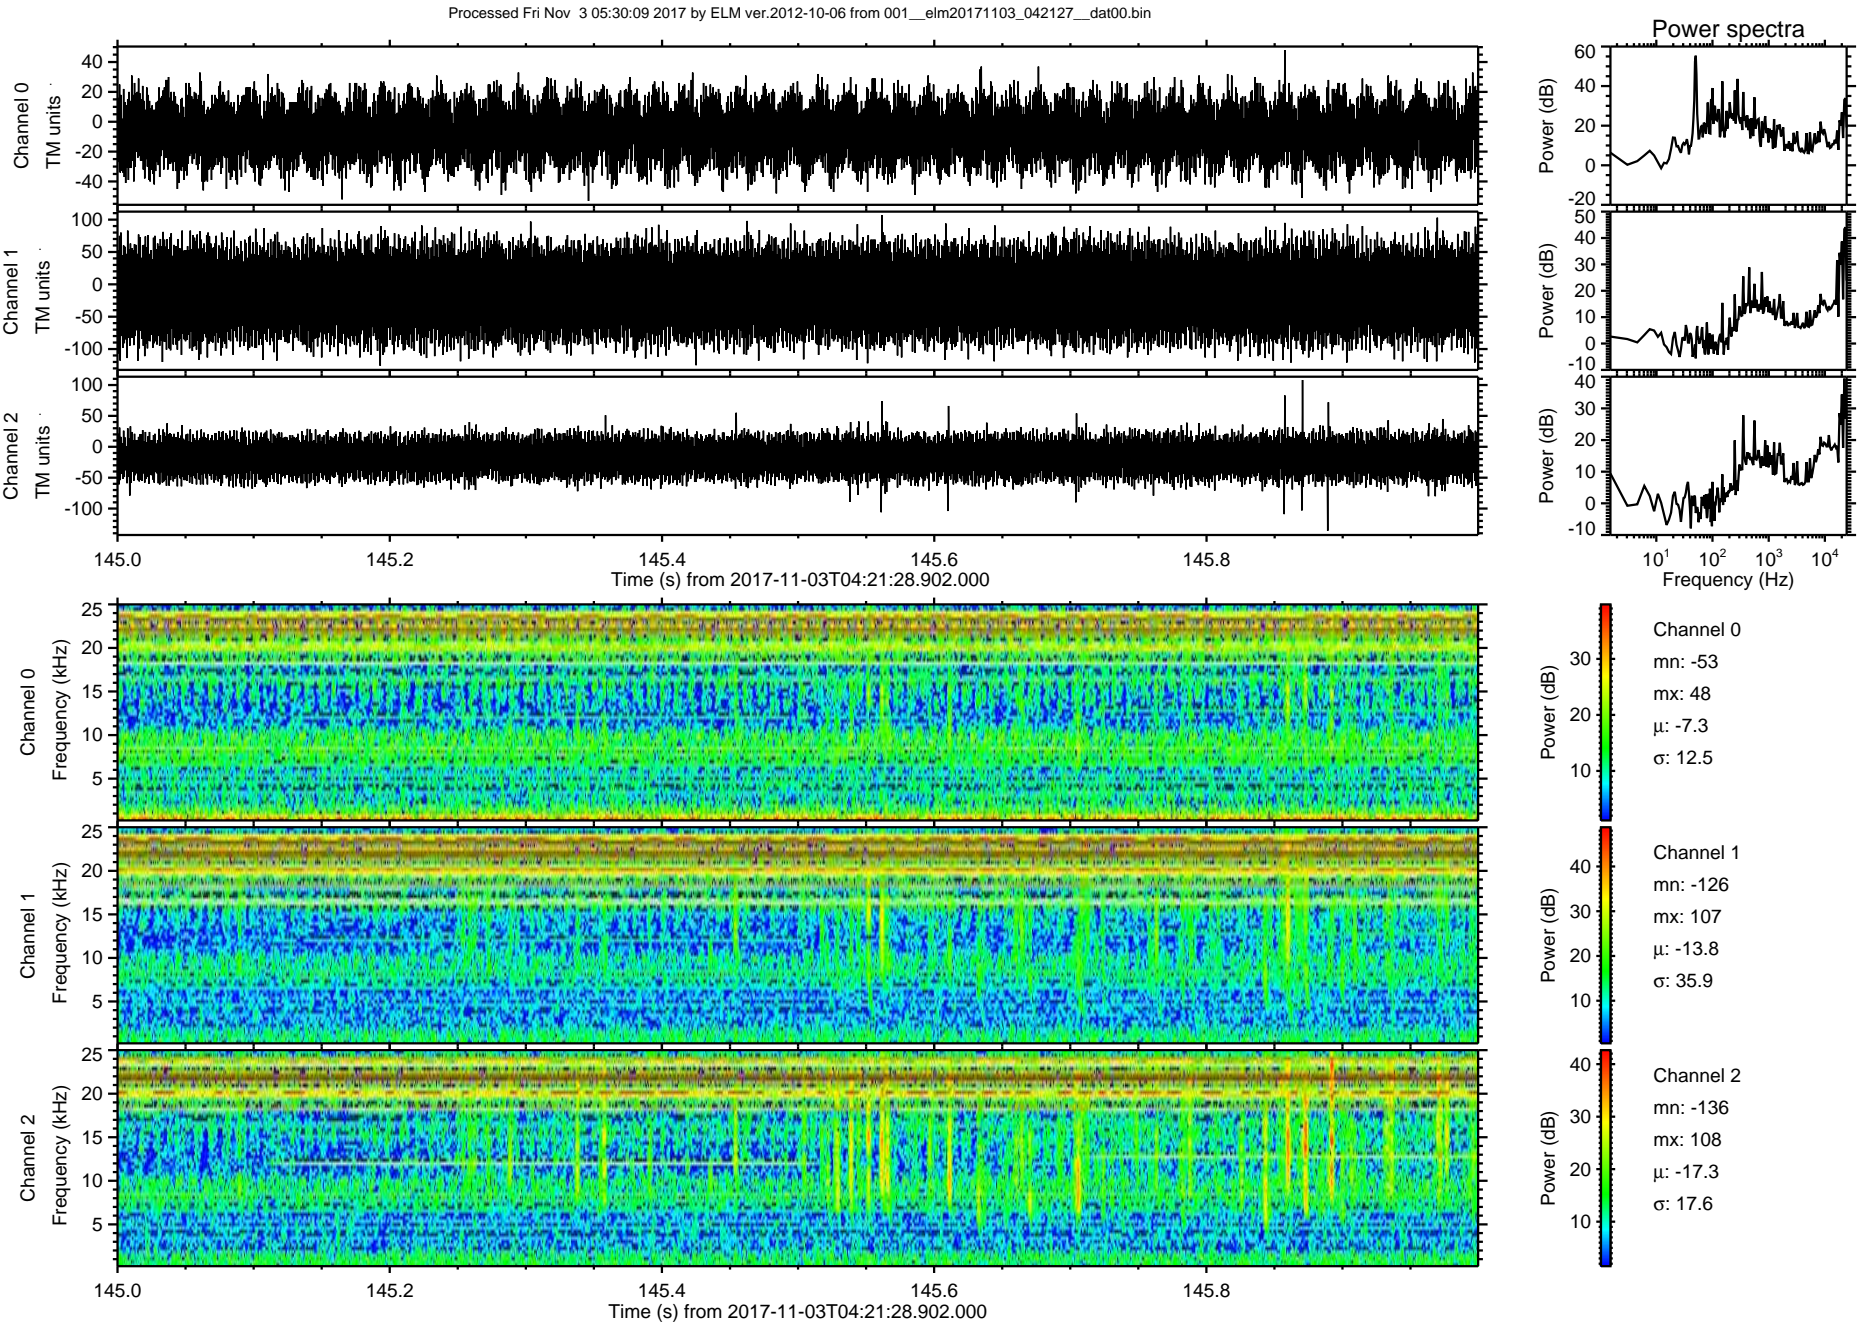 Processed Fri Nov  3 05:30:09 2017 by ELM ver.2012-10-06 from 001__elm20171103_042127__dat00.bin
Power spectra
Channel 0
TM units
40
20
0
-20
-40
Power (dB)
60
40
20
0
-20
Channel 1
TM units
100
50
0
-50
-100
Power (dB)
50
40
30
20
10
0
-10
Channel 2
TM units
100
50
0
-50
-100
Power (dB)
40
30
20
10
0
-10
145.0 145.2 145.4 145.6 145.8
Time (s) from 2017-11-03T04:21:28.902.000
10¹ 10² 10³ 10⁴
Frequency (Hz)
Channel 0
Frequency (kHz)
25
20
15
10
5
Power (dB)
30
20
10
Channel 0
mn: -53
mx: 48
μ: -7.3
σ: 12.5
Channel 1
Frequency (kHz)
25
20
15
10
5
Power (dB)
40
30
20
10
Channel 1
mn: -126
mx: 107
μ: -13.8
σ: 35.9
Channel 2
Frequency (kHz)
25
20
15
10
5
Power (dB)
40
30
20
10
Channel 2
mn: -136
mx: 108
μ: -17.3
σ: 17.6
145.0 145.2 145.4 145.6 145.8
Time (s) from 2017-11-03T04:21:28.902.000